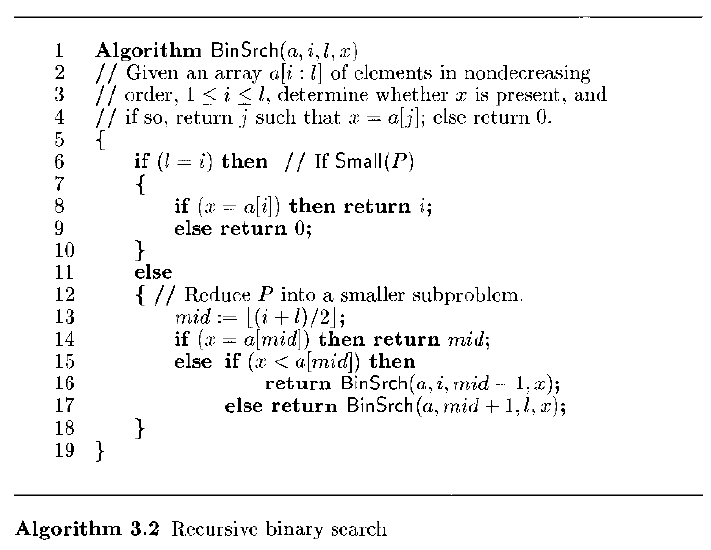 1 Algorithm BinSrch(a, i, l, x)
2 // Given an array a[i : l] of elements in nondecreasing
3 // order, 1 ≤ i ≤ l, determine whether x is present, and
4 // if so, return j such that x = a[j]; else return 0.
5 {
6 if (l = i) then // If Small(P)
7 {
8 if (x = a[i]) then return i;
9 else return 0;
10 }
11 else
12 { // Reduce P into a smaller subproblem.
13 mid := ⌊(i + l)/2⌋;
14 if (x = a[mid]) then return mid;
15 else if (x < a[mid]) then
16 return BinSrch(a, i, mid − 1, x);
17 else return BinSrch(a, mid + 1, l, x);
18 }
19 }
Algorithm 3.2 Recursive binary search